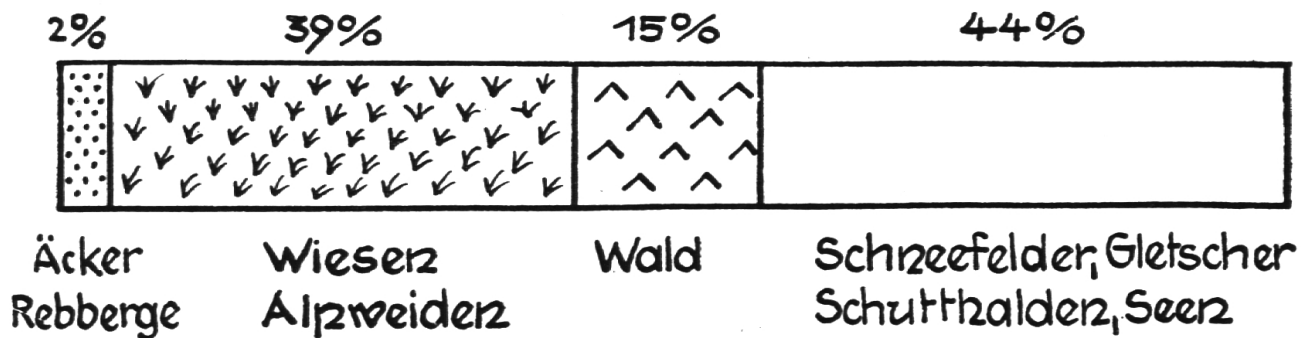 2% 39% 15% 44%
Äcker Wiesen Wald Schneefelder, Gletscher
Rebberge Alpweiden Schutthalden, Seen